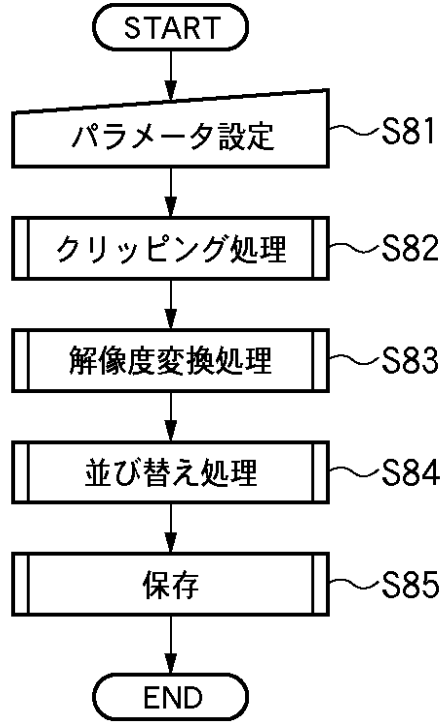 START
パラメータ設定
S81
クリッピング処理
S82
解像度変換処理
S83
並び替え処理
S84
保存
S85
END